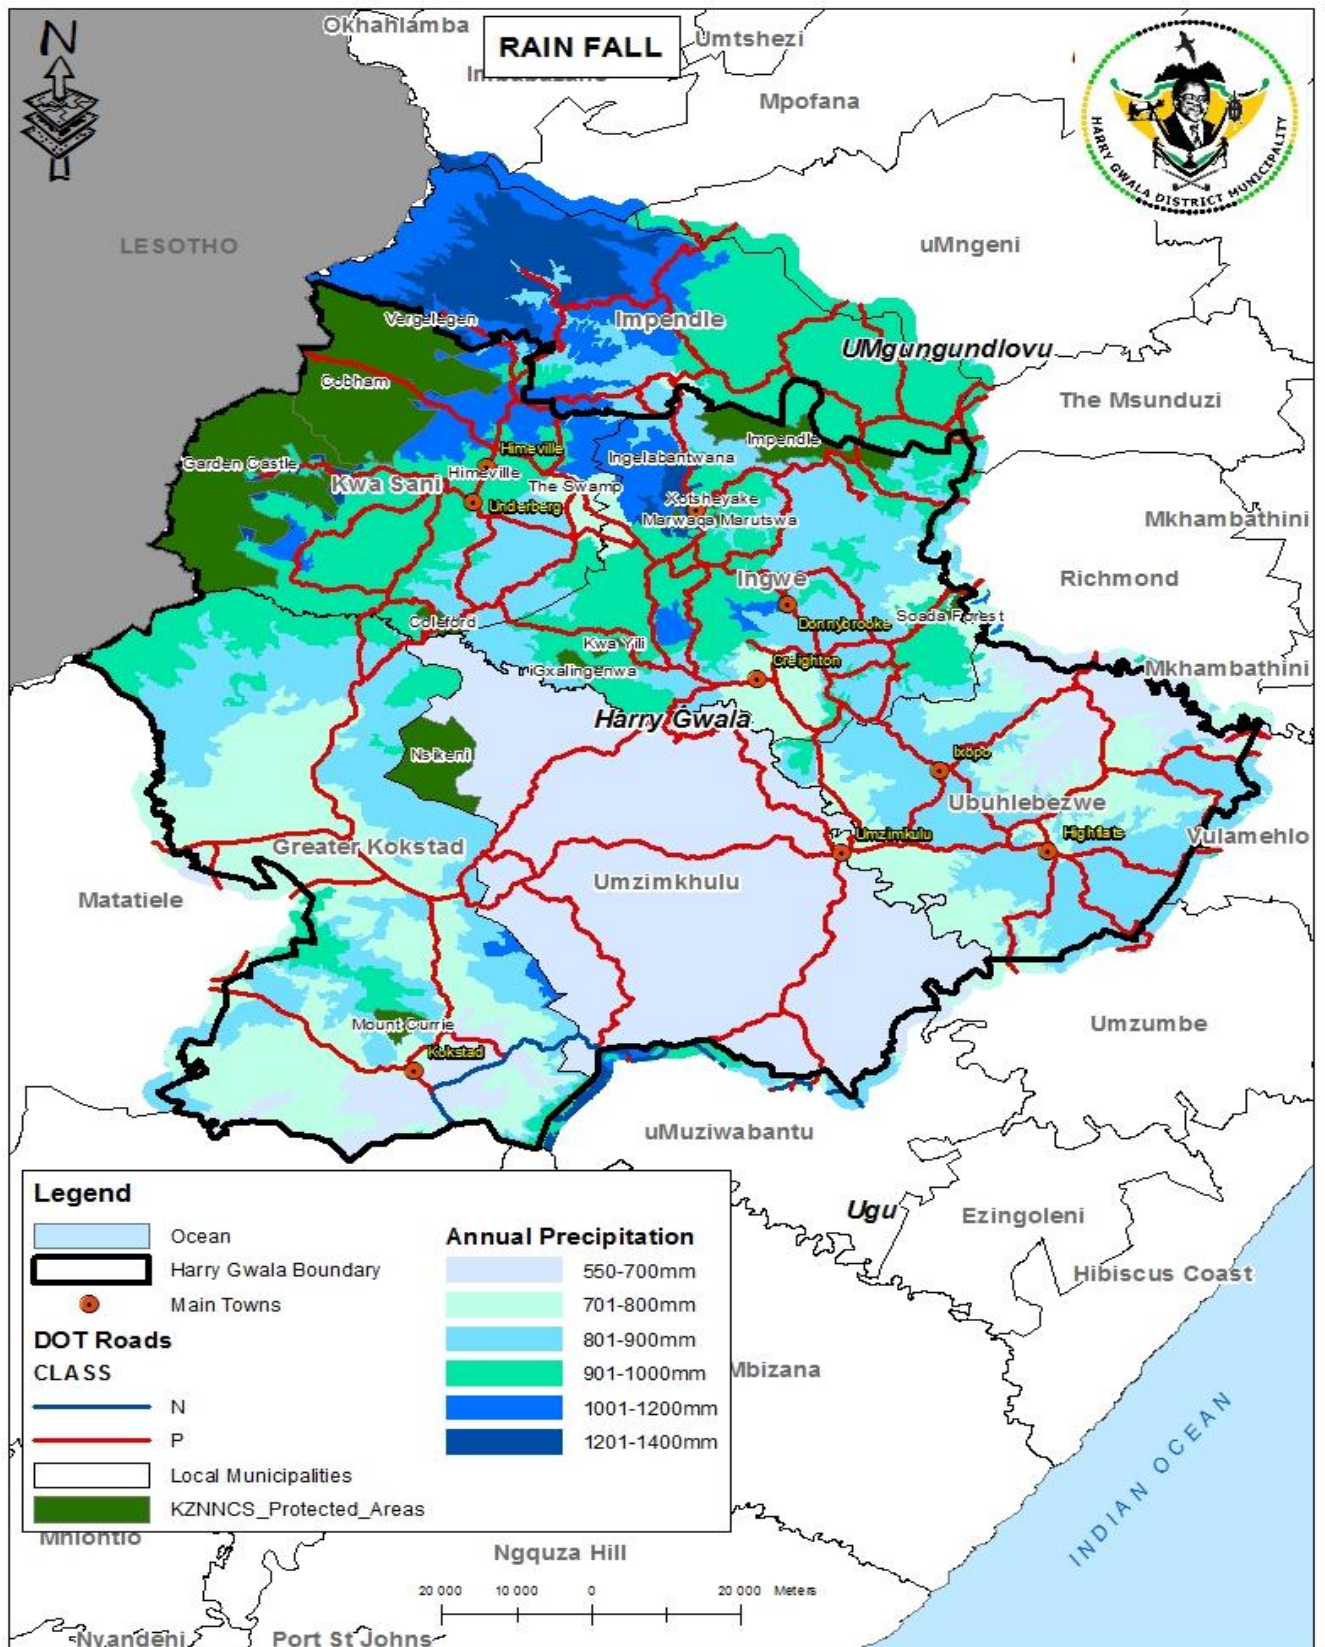 Okhahlamba
RAIN FALL
Umtshezi
Mpofana
N
HARRY GWALA DISTRICT MUNICIPALITY
LESOTHO
uMngeni
Vergelegen
Impendle
UMgungundlovu
Cobham
The Msunduzi
Impendle
Garden Castle
Himeville
Ingelabantwana
Kwa Sani
Himeville
The Swamp
Xotsheyake
Underberg
Marwaqa Marutswa
Mkhambathini
Ingwe
Richmond
Coleford
Donnybrooke
Soada Forest
Kwa Yili
iGxalingenwa
Creighton
Mkhambathini
Harry Gwala
Nsikeni
Ixopo
Ubuhlebezwe
Greater Kokstad
Umzimkulu
Highflats
Vulamehlo
Matatiele
Umzimkhulu
Mount Currie
Kokstad
Umzumbe
uMuziwabantu
Ugu
Ezingoleni
Hibiscus Coast
Legend
Ocean
Harry Gwala Boundary
Main Towns
DOT Roads
CLASS
N
P
Local Municipalities
KZNNCS_Protected_Areas
Annual Precipitation
550-700mm
701-800mm
801-900mm
901-1000mm
1001-1200mm
1201-1400mm
Mbizana
INDIAN OCEAN
Ngquza Hill
20 000 10 000 0 20 000 Meters
Nyandeni
Port St Johns